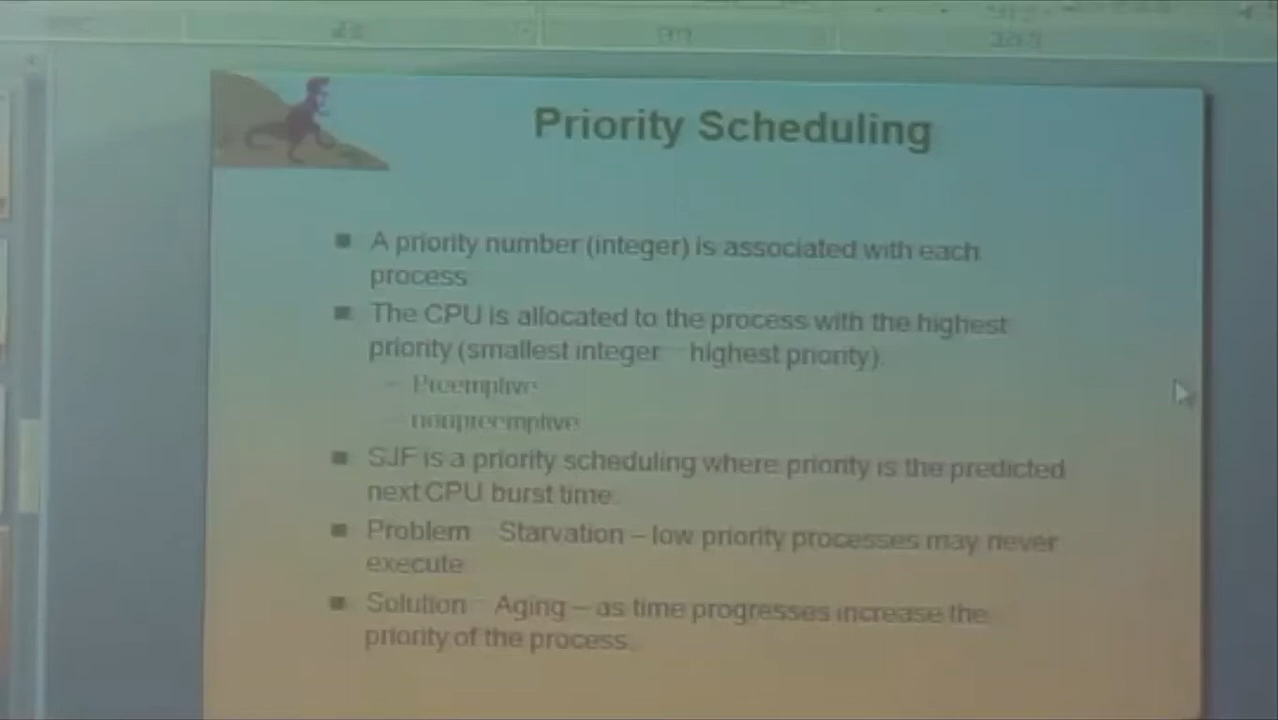 Priority Scheduling
■ A priority number (integer) is associated with each
process
■ The CPU is allocated to the process with the highest
priority (smallest integer highest priority).
– Preemptive
– nonpreemptive
■ SJF is a priority scheduling where priority is the predicted
next CPU burst time.
■ Problem Starvation – low priority processes may never
execute
■ Solution Aging – as time progresses increase the
priority of the process.